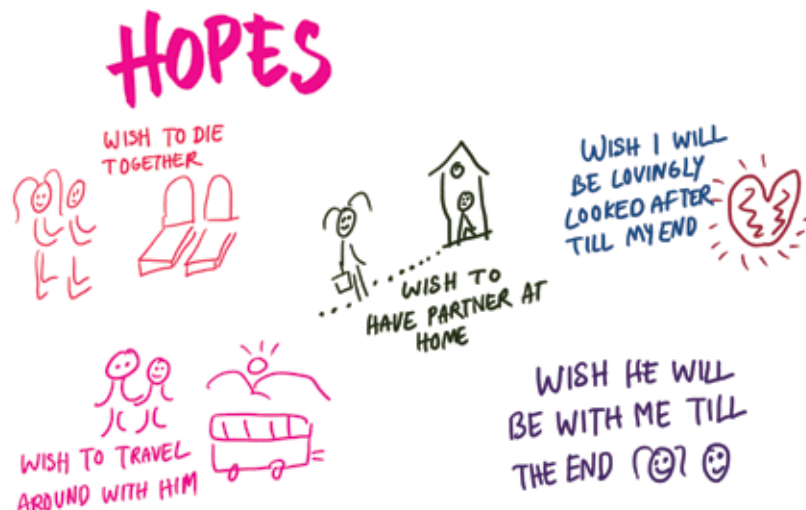 HOPES
WISH TO DIE
TOGETHER
WISH TO
HAVE PARTNER AT
HOME
WISH I WILL
BE LOVINGLY
LOOKED AFTER
TILL MY END
WISH TO TRAVEL
AROUND WITH HIM
WISH HE WILL
BE WITH ME TILL
THE END